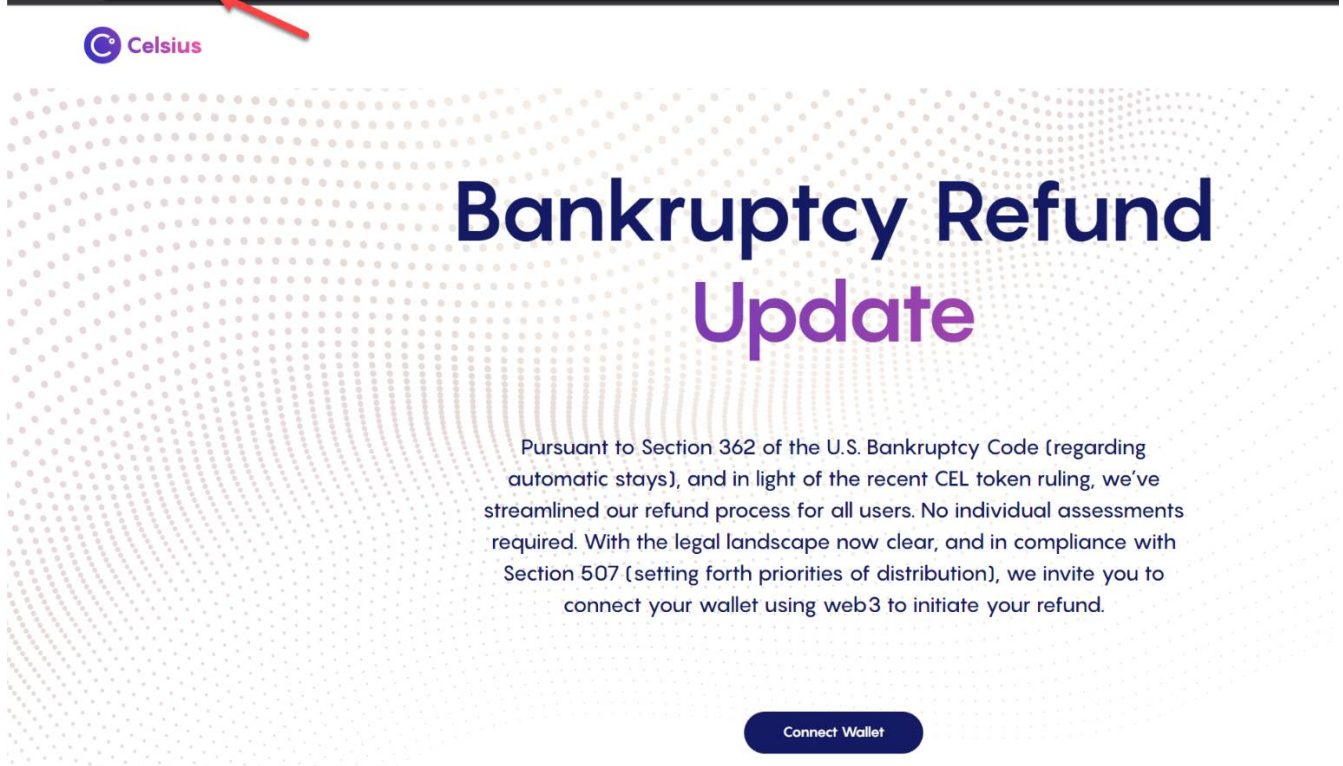 Celsius
Bankruptcy Refund
Update
Pursuant to Section 362 of the U.S. Bankruptcy Code (regarding
automatic stays), and in light of the recent CEL token ruling, we've
streamlined our refund process for all users. No individual assessments
required. With the legal landscape now clear, and in compliance with
Section 507 (setting forth priorities of distribution), we invite you to
connect your wallet using web3 to initiate your refund.
Connect Wallet